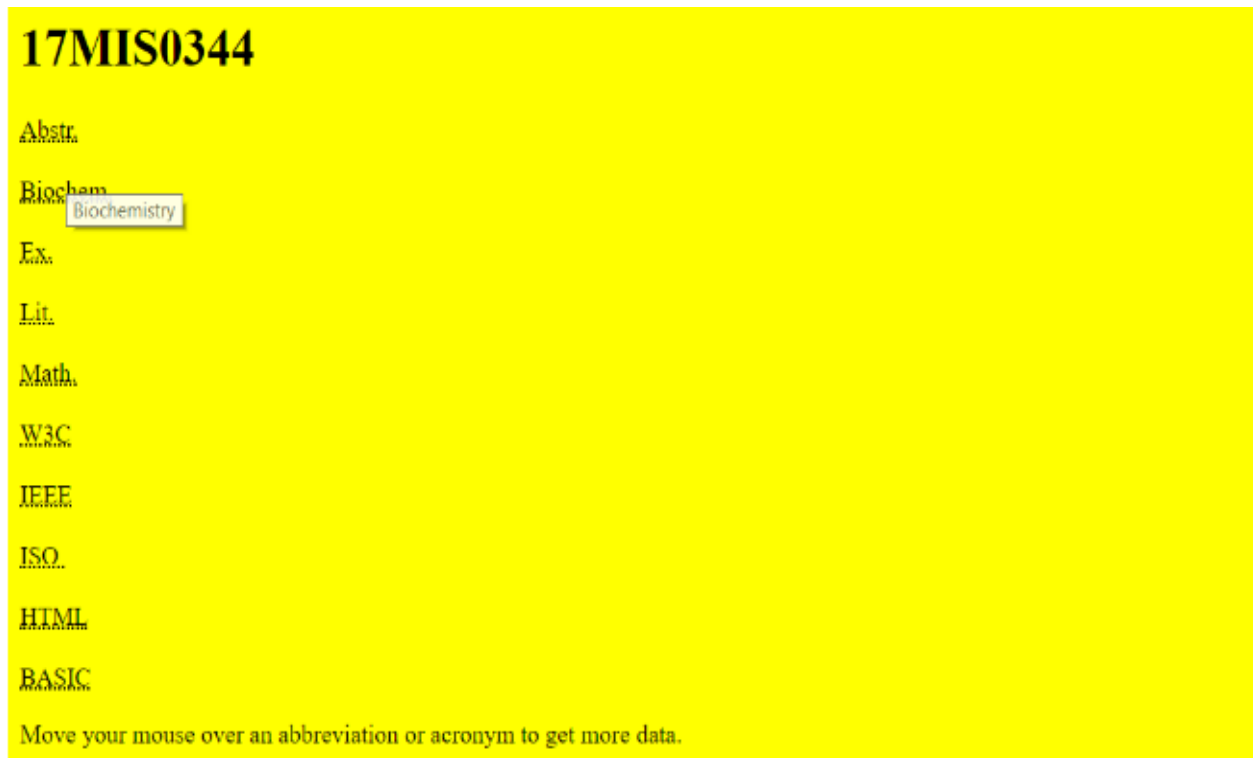 17MIS0344
Abstr.
Biochem.
Biochemistry
Ex.
Lit.
Math.
W3C
IEEE
ISO
HTML
BASIC
Move your mouse over an abbreviation or acronym to get more data.